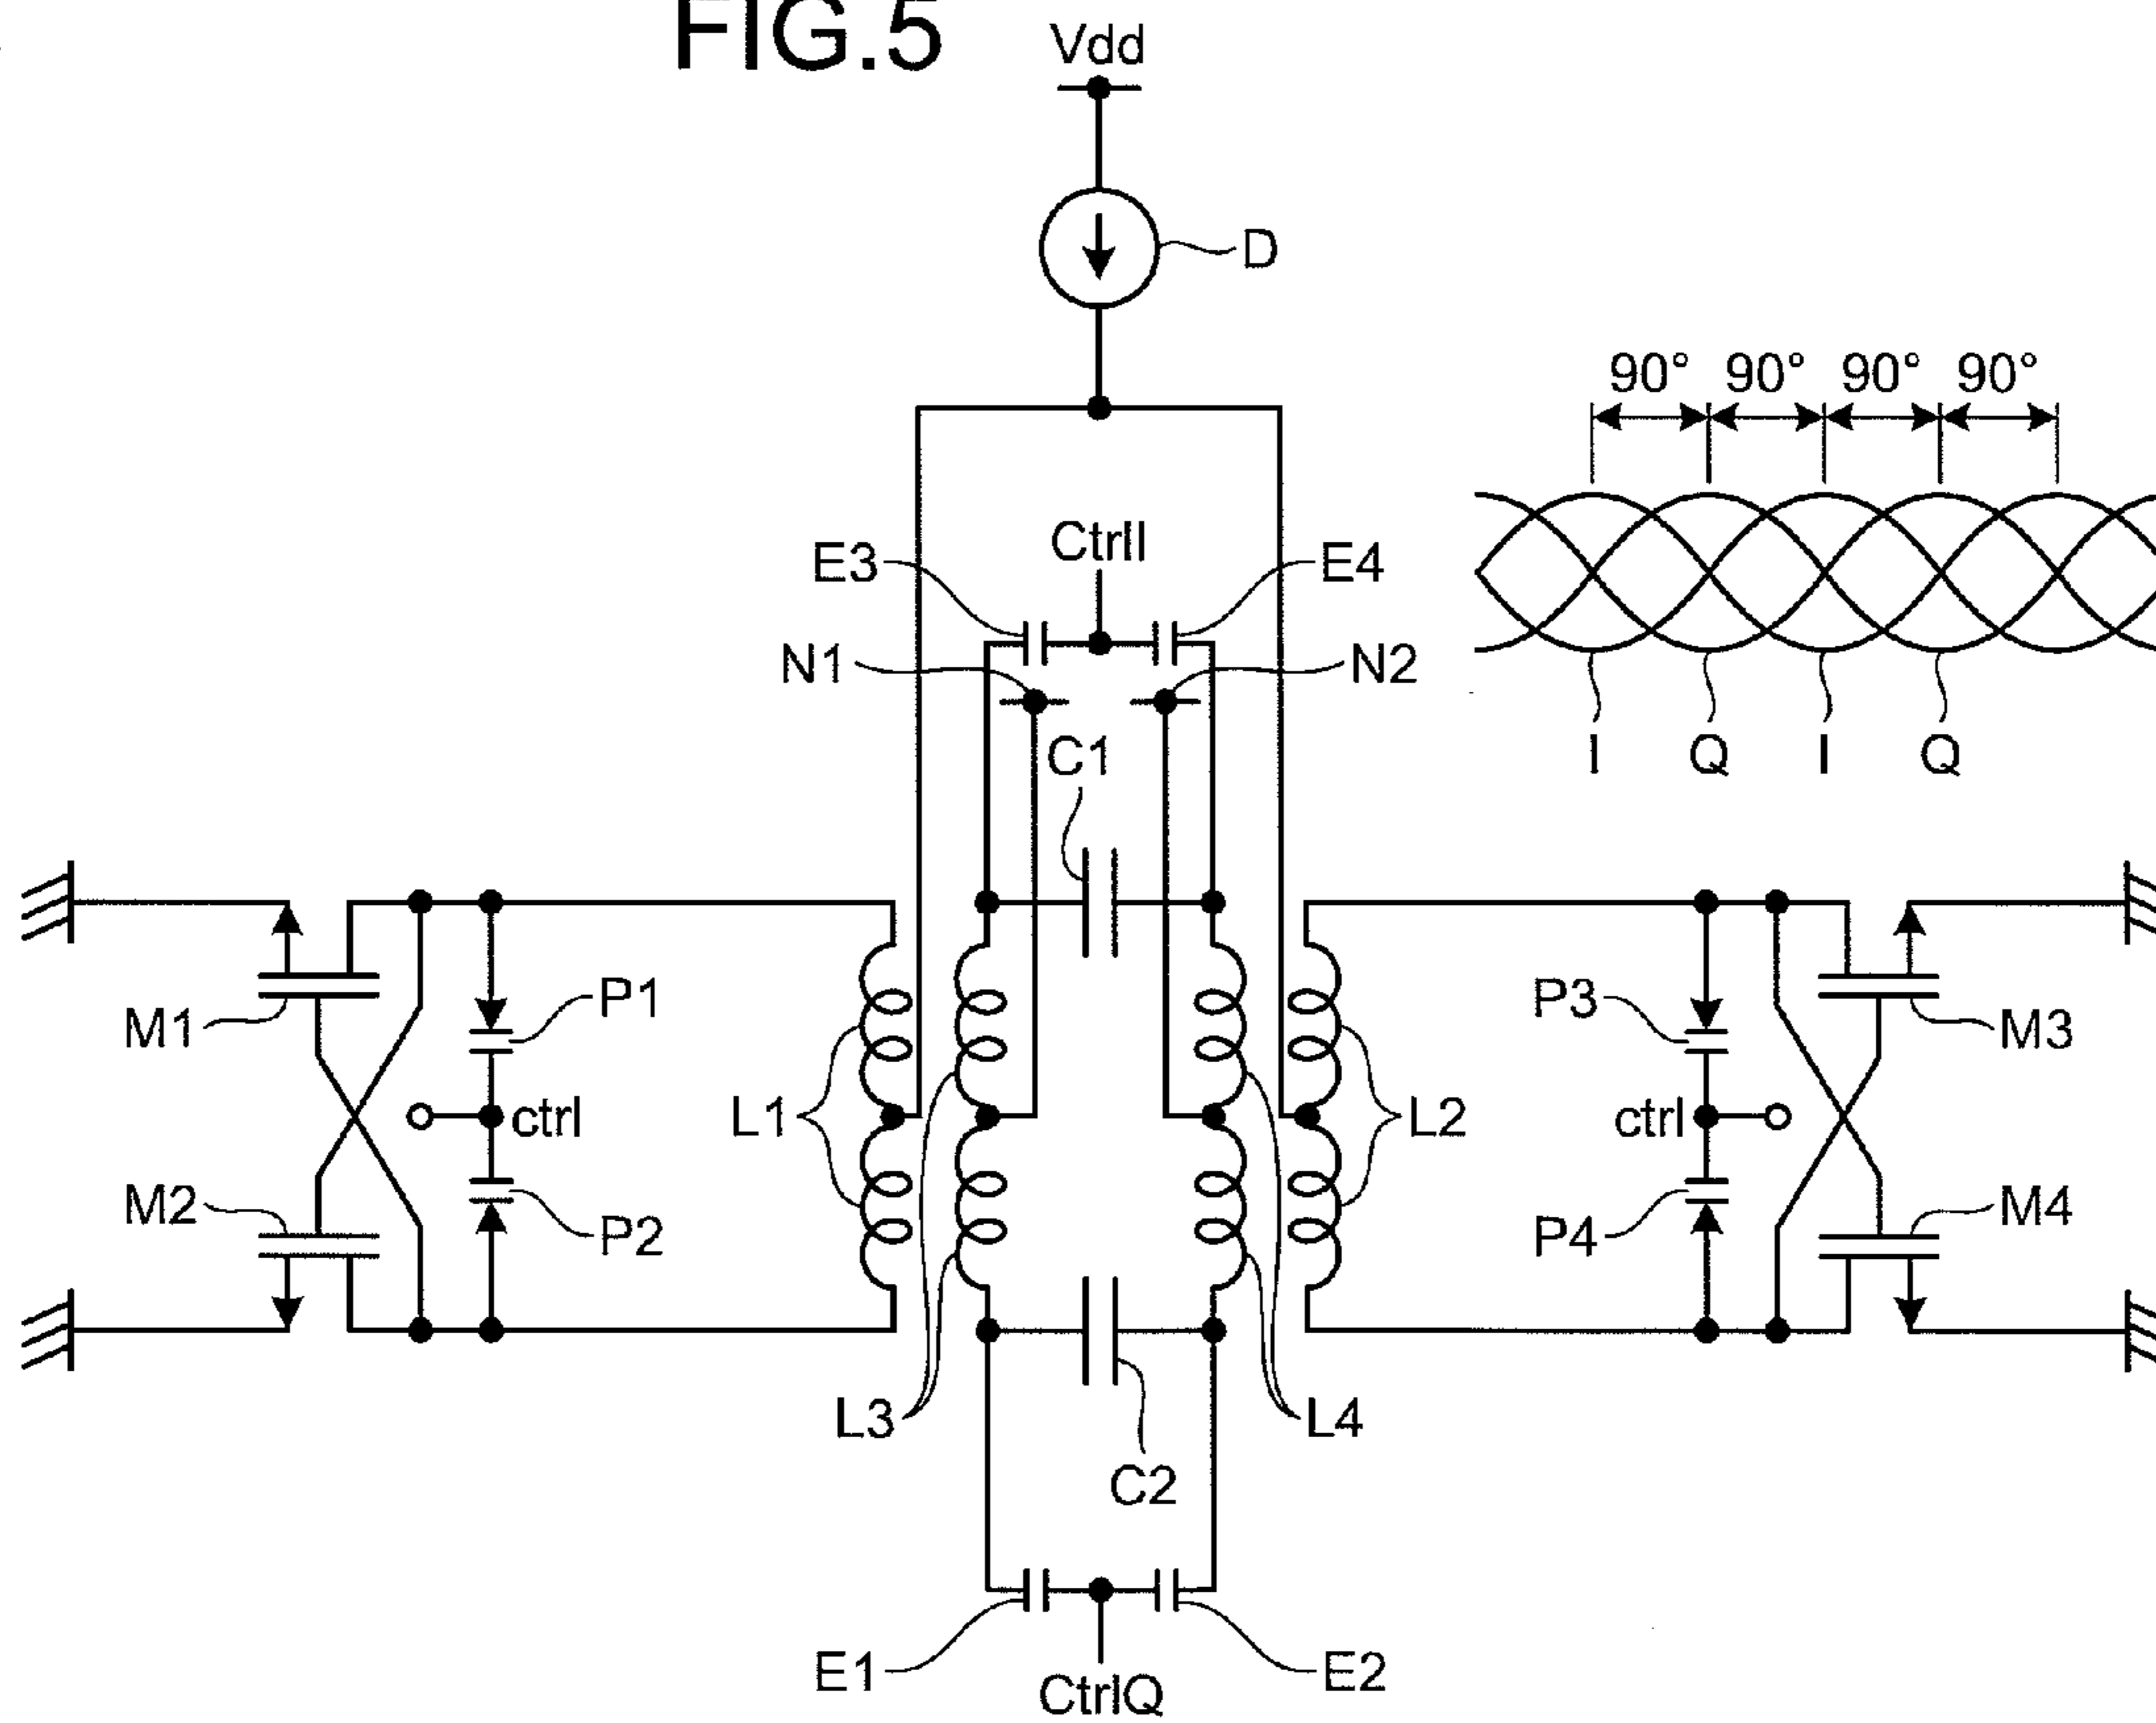 FIG.5
Vdd
D
90° 90° 90° 90°
CtrlI
E3
E4
N1
N2
C1
I Q I Q
P1
P3
M1
M3
L1
ctrl
ctrl
L2
M2
P2
P4
M4
L3
L4
C2
E1
E2
CtrlQ